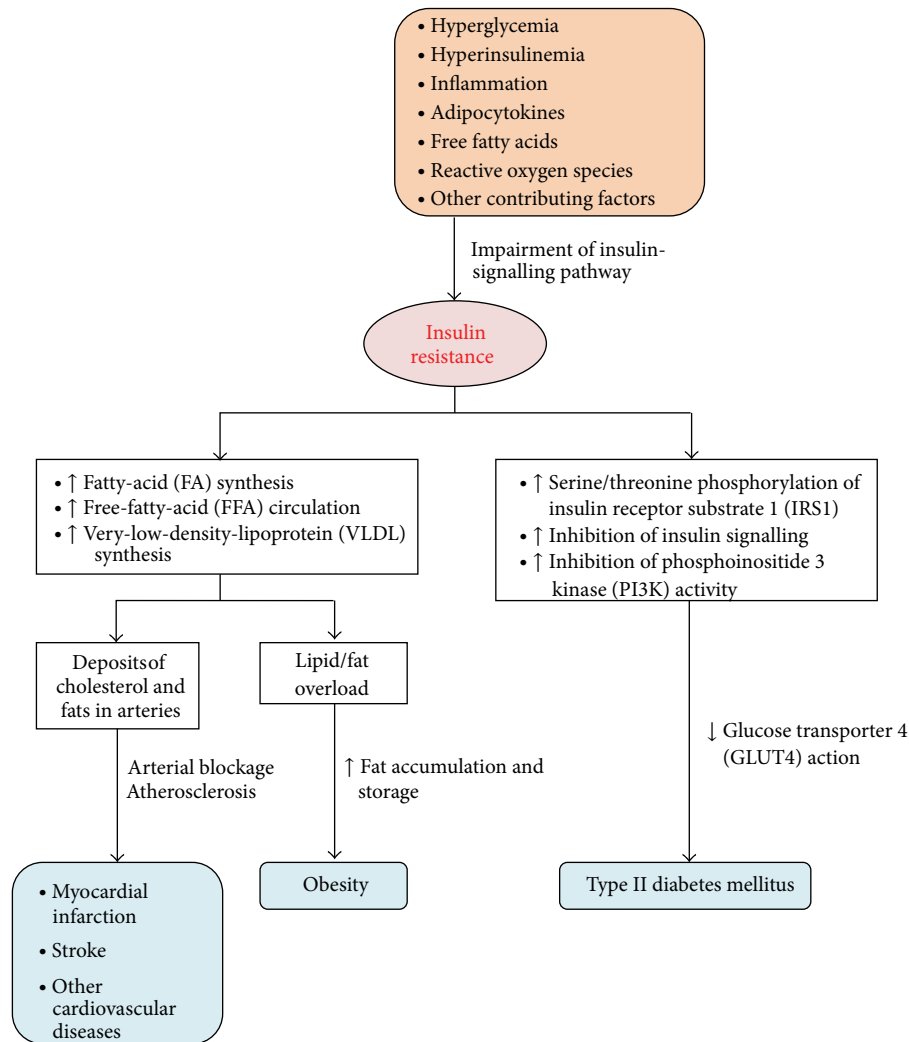 • Hyperglycemia
• Hyperinsulinemia
• Inflammation
• Adipocytokines
• Free fatty acids
• Reactive oxygen species
• Other contributing factors
Impairment of insulin-
signalling pathway
Insulin
resistance
• ↑ Fatty-acid (FA) synthesis
• ↑ Free-fatty-acid (FFA) circulation
• ↑ Very-low-density-lipoprotein (VLDL)
synthesis
• ↑ Serine/threonine phosphorylation of
insulin receptor substrate 1 (IRS1)
• ↑ Inhibition of insulin signalling
• ↑ Inhibition of phosphoinositide 3
kinase (PI3K) activity
Deposits of
cholesterol and
fats in arteries
Lipid/fat
overload
↓ Glucose transporter 4
(GLUT4) action
Arterial blockage
Atherosclerosis
↑ Fat accumulation and
storage
• Myocardial
infarction
• Stroke
• Other
cardiovascular
diseases
Obesity
Type II diabetes mellitus